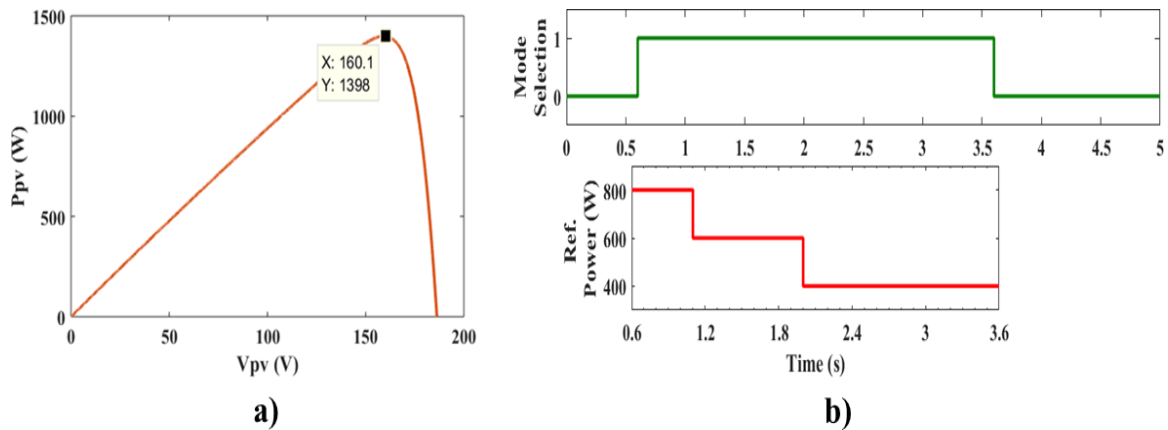 1500
1000
500
0
Ppv (W)
X: 160.1
Y: 1398
0 50 100 150 200
Vpv (V)
a)
Mode
Selection
1
0
0 0.5 1 1.5 2 2.5 3 3.5 4 4.5 5
Ref.
Power (W)
800
600
400
0.6 1.2 1.8 2.4 3 3.6
Time (s)
b)